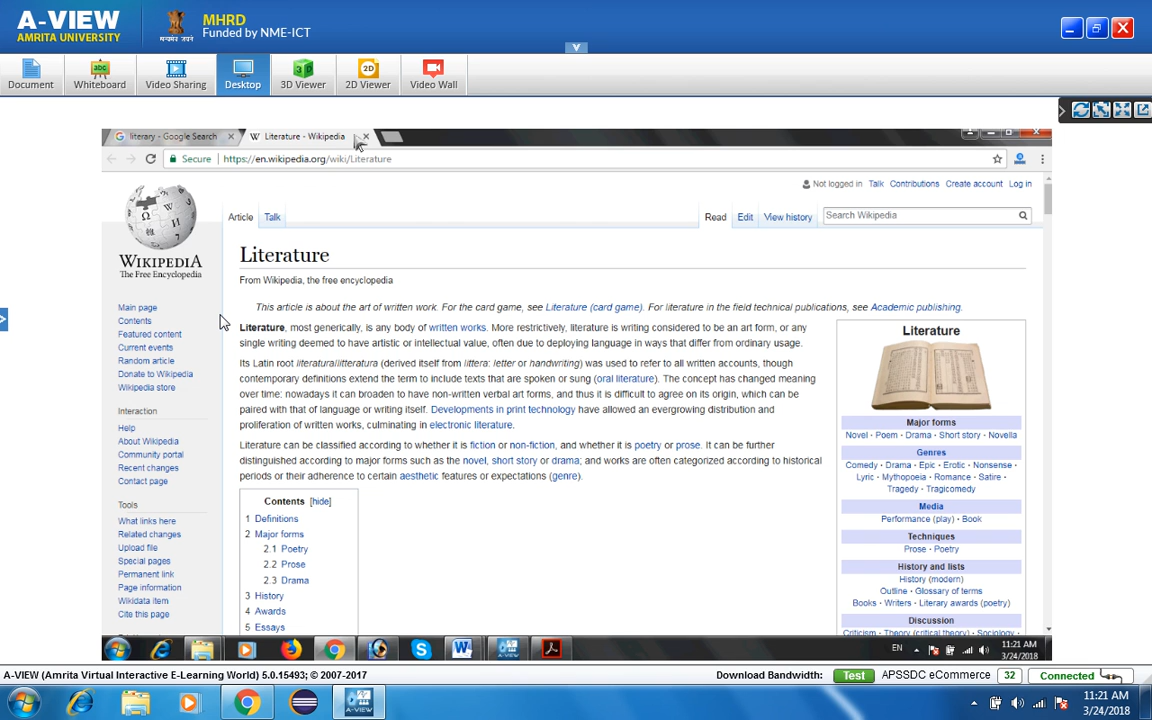 A-VIEW
AMRITA UNIVERSITY
MHRD
Funded by NME-ICT
Document
Whiteboard
Video Sharing
Desktop
3D Viewer
2D Viewer
Video Wall
literary - Google Search
Literature - Wikipedia
Secure
https://en.wikipedia.org/wiki/Literature
Not logged in Talk Contributions Create account Log in
Article Talk
Read Edit View history
Search Wikipedia
WIKIPEDIA
The Free Encyclopedia
Main page
Contents
Featured content
Current events
Random article
Donate to Wikipedia
Wikipedia store
Interaction
Help
About Wikipedia
Community portal
Recent changes
Contact page
Tools
What links here
Related changes
Upload file
Special pages
Permanent link
Page information
Wikidata item
Cite this page
Literature
From Wikipedia, the free encyclopedia
This article is about the art of written work. For the card game, see Literature (card game). For literature in the field technical publications, see Academic publishing.
Literature, most generically, is any body of written works. More restrictively, literature is writing considered to be an art form, or any
single writing deemed to have artistic or intellectual value, often due to deploying language in ways that differ from ordinary usage.
Its Latin root literatura/litteratura (derived itself from littera: letter or handwriting) was used to refer to all written accounts, though
contemporary definitions extend the term to include texts that are spoken or sung (oral literature). The concept has changed meaning
over time: nowadays it can broaden to have non-written verbal art forms, and thus it is difficult to agree on its origin, which can be
paired with that of language or writing itself. Developments in print technology have allowed an evergrowing distribution and
proliferation of written works, culminating in electronic literature.
Literature can be classified according to whether it is fiction or non-fiction, and whether it is poetry or prose. It can be further
distinguished according to major forms such as the novel, short story or drama; and works are often categorized according to historical
periods or their adherence to certain aesthetic features or expectations (genre).
Contents [hide]
1 Definitions
2 Major forms
2.1 Poetry
2.2 Prose
2.3 Drama
3 History
4 Awards
5 Essays
Literature
Major forms
Novel · Poem · Drama · Short story · Novella
Genres
Comedy · Drama · Epic · Erotic · Nonsense ·
Lyric · Mythopoeia · Romance · Satire ·
Tragedy · Tragicomedy
Media
Performance (play) · Book
Techniques
Prose · Poetry
History and lists
History (modern)
Outline · Glossary of terms
Books · Writers · Literary awards (poetry)
Discussion
Criticism · Theory (critical theory) · Sociology ·
EN
11:21 AM
3/24/2018
A-VIEW (Amrita Virtual Interactive E-Learning World) 5.0.15493; © 2007-2017
Download Bandwidth: Test APSSDC eCommerce 32 Connected
11:21 AM
3/24/2018